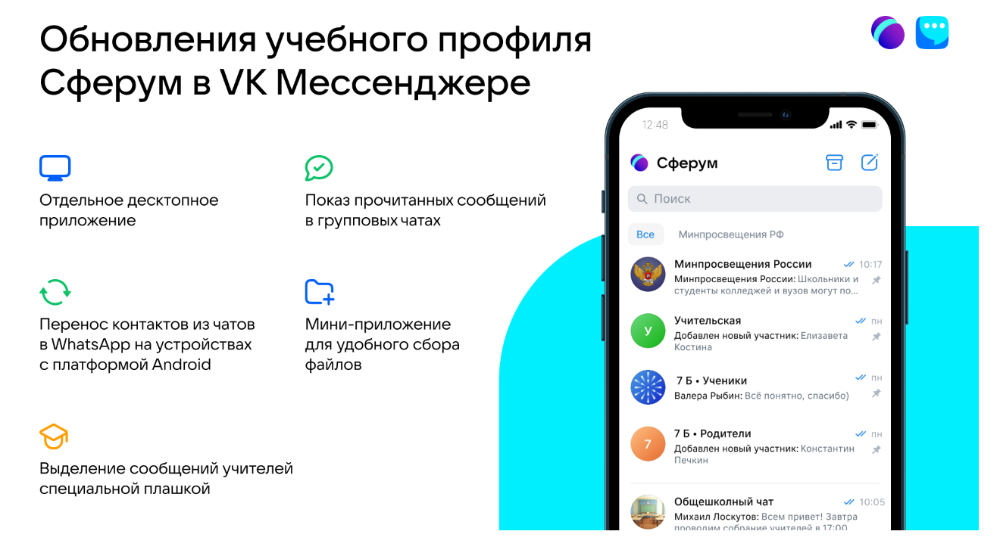 Обновления учебного профиля
Сферум в VK Мессенджере
Отдельное десктопное
приложение
Показ прочитанных сообщений
в групповых чатах
Перенос контактов из чатов
в WhatsApp на устройствах
с платформой Android
Мини-приложение
для удобного сбора
файлов
Выделение сообщений учителей
специальной плашкой
12:48
Сферум
Поиск
Все Минпросвещения РФ
Минпросвещения России 10:17
Минпросвещения России: Школьники и
студенты колледжей и вузов могут по...
У
Учительская пн
Добавлен новый участник: Елизавета
Костина
7 Б • Ученики пн
Валера Рыбин: Всё понятно, спасибо)
7
7 Б • Родители пн
Добавлен новый участник: Константин
Печкин
Общешкольный чат 10:05
Михаил Лоскутов: Всем привет! Завтра
проводим собрание учителей в 17:00